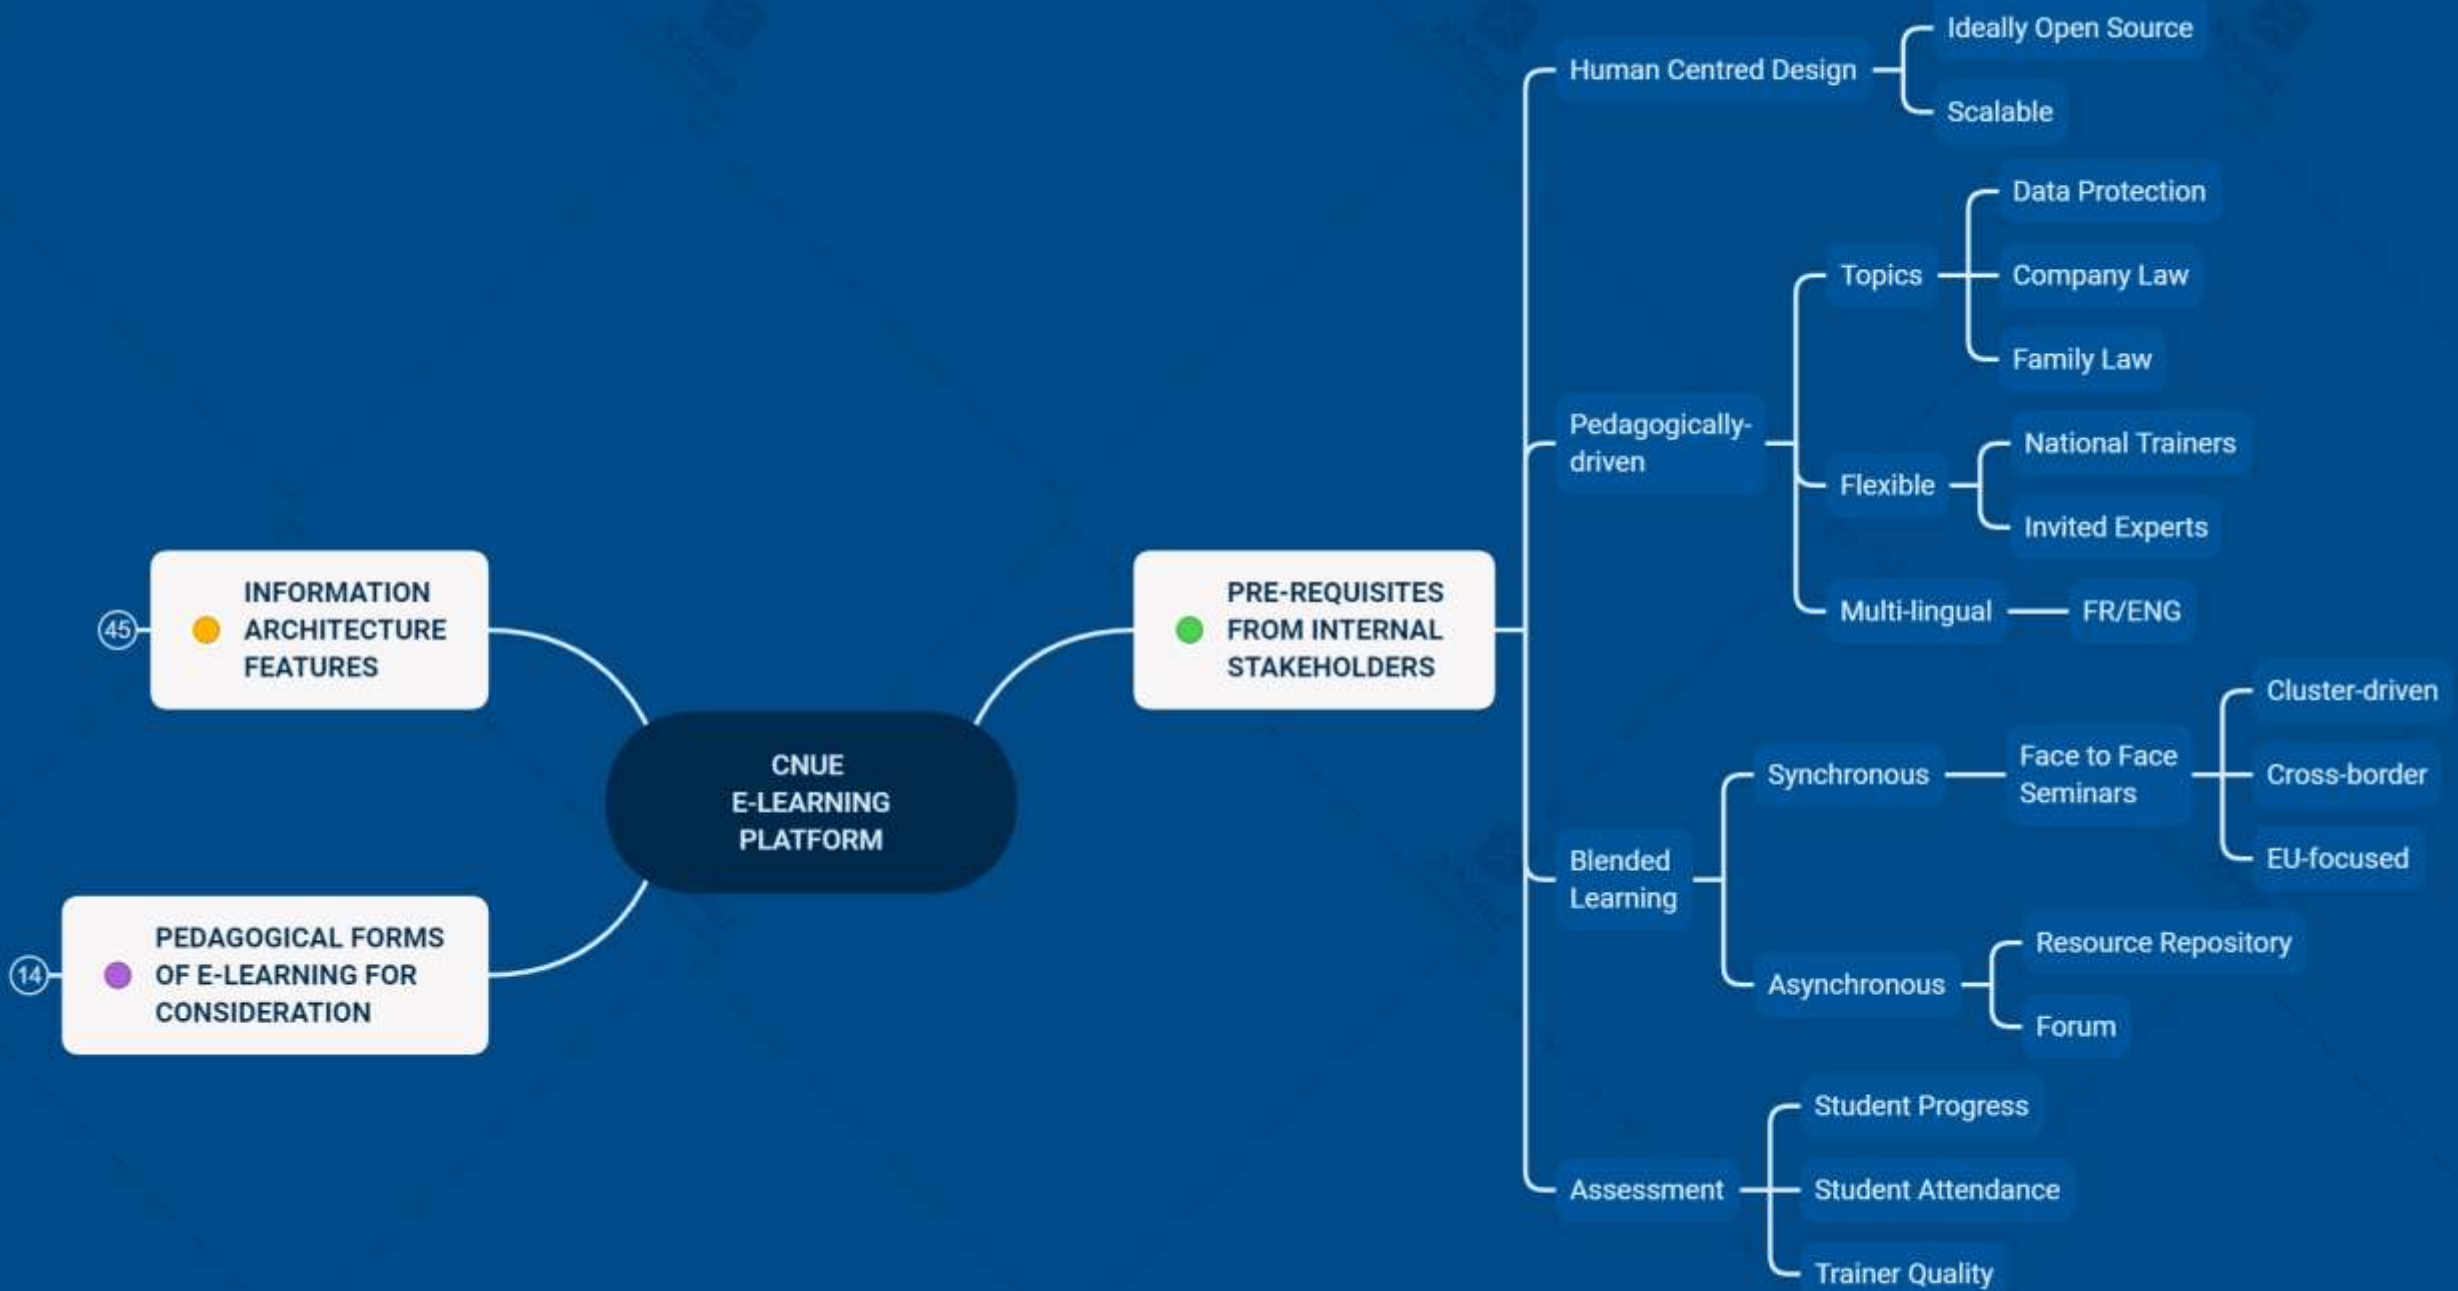 Ideally Open Source
Human Centred Design
Scalable
Data Protection
Topics
Company Law
Family Law
Pedagogically-
driven
National Trainers
Flexible
Invited Experts
Multi-lingual
FR/ENG
45
INFORMATION
ARCHITECTURE
FEATURES
PRE-REQUISITES
FROM INTERNAL
STAKEHOLDERS
CNUE
E-LEARNING
PLATFORM
Cluster-driven
Synchronous
Face to Face
Seminars
Cross-border
EU-focused
Blended
Learning
14
PEDAGOGICAL FORMS
OF E-LEARNING FOR
CONSIDERATION
Resource Repository
Asynchronous
Forum
Student Progress
Assessment
Student Attendance
Trainer Quality